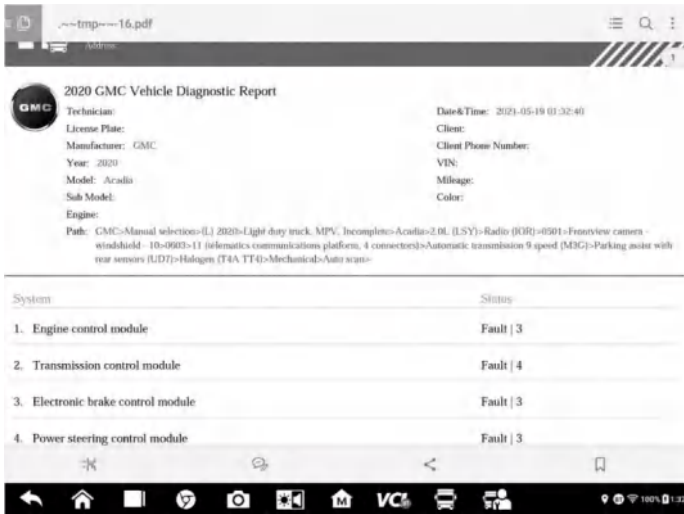 .~~tmp~~16.pdf
Address
1
GMC
2020 GMC Vehicle Diagnostic Report
Technician:
Date&Time: 2021-05-19 01:32:40
License Plate:
Client:
Manufacturer: GMC
Client Phone Number:
Year: 2020
VIN:
Model: Acadia
Mileage:
Sub Model:
Color:
Engine:
Path: GMC>Manual selection>(L) 2020>Light duty truck, MPV, Incomplete>Acadia>2.0L (LSY)>Radio (IOR)>0501>Frontview camera -
windshield - 10>0603>11 (telematics communications platform, 4 connectors)>Automatic transmission 9 speed (M3G)>Parking assist with
rear sensors (UD7)>Halogen (T4A TT4)>Mechanical>Auto scan>
System Status
1. Engine control module Fault | 3
2. Transmission control module Fault | 4
3. Electronic brake control module Fault | 3
4. Power steering control module Fault | 3
M VCI 100%